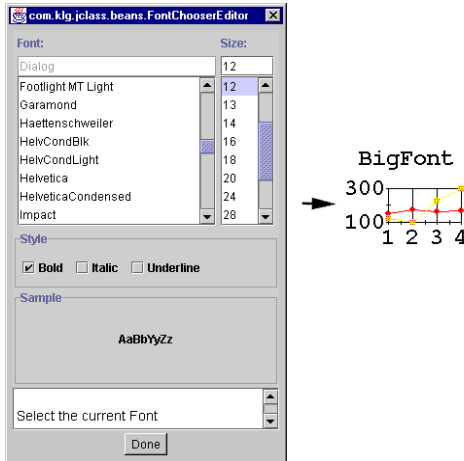 com.klg.jclass.beans.FontChooserEditor
Font: Size:
Dialog 12
Footlight MT Light 12
Garamond 13
Haettenschweiler 14
HelvCondBlk 16
HelvCondLight 18
Helvetica 20
HelveticaCondensed 24
Impact 28
Style
Bold Italic Underline
Sample
AaBbYyZz
Select the current Font
Done
BigFont
300
100
1 2 3 4